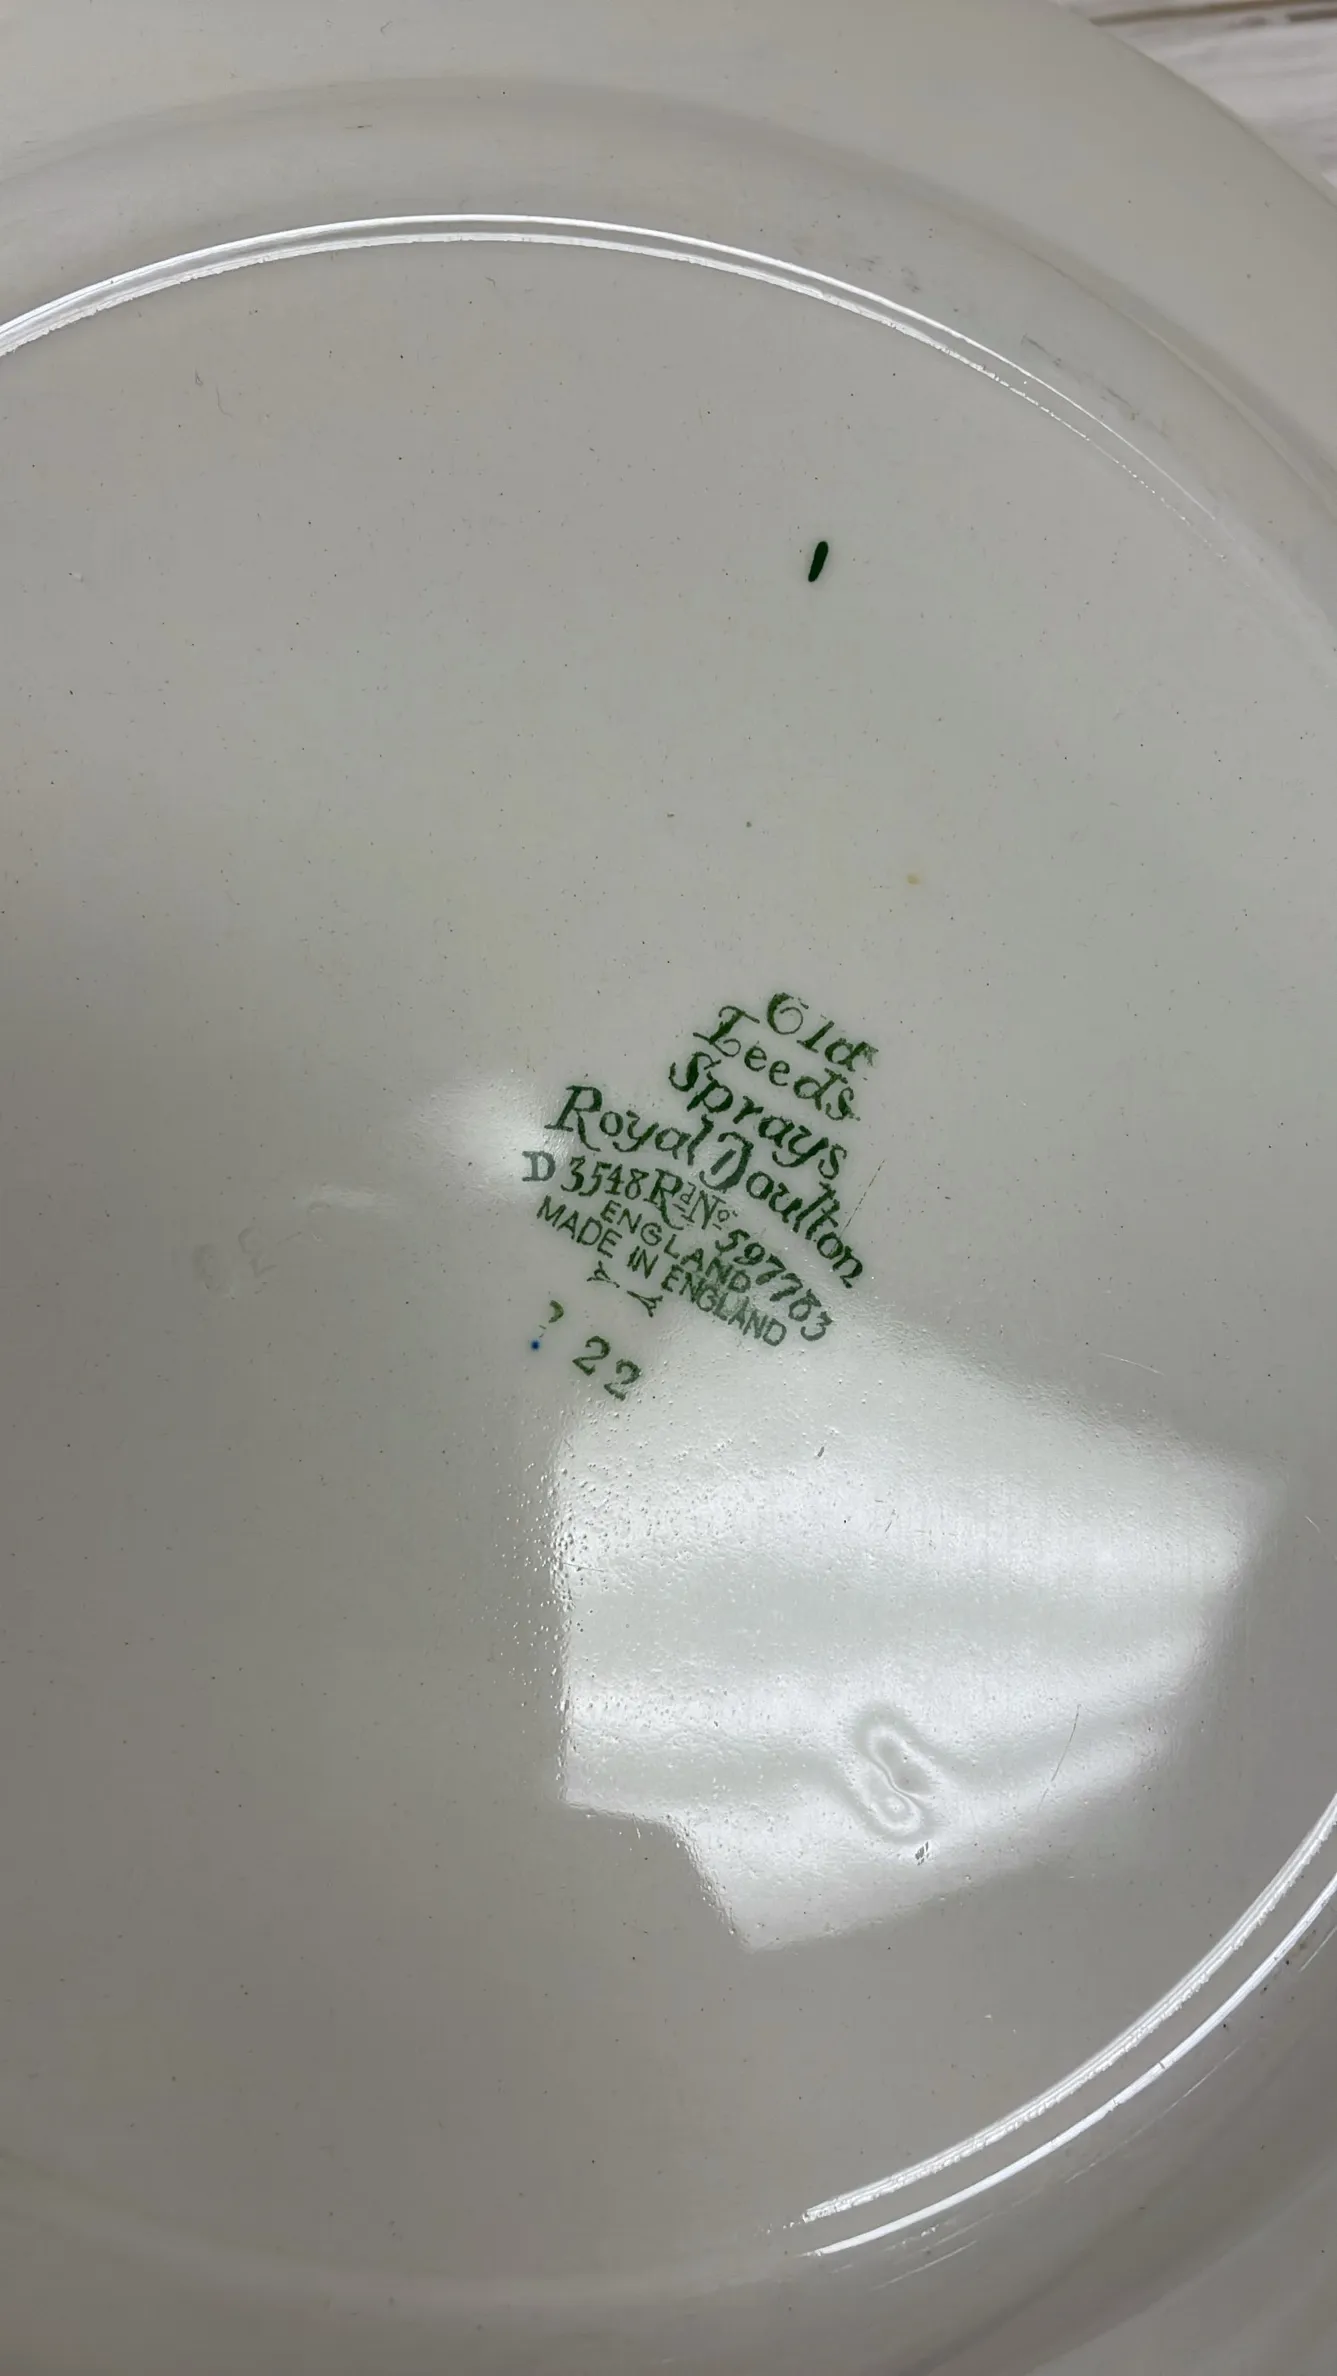 Old
Leeds
Sprays
Royal Doulton
D 3548 Rd No 597783
ENGLAND
MADE IN ENGLAND
22